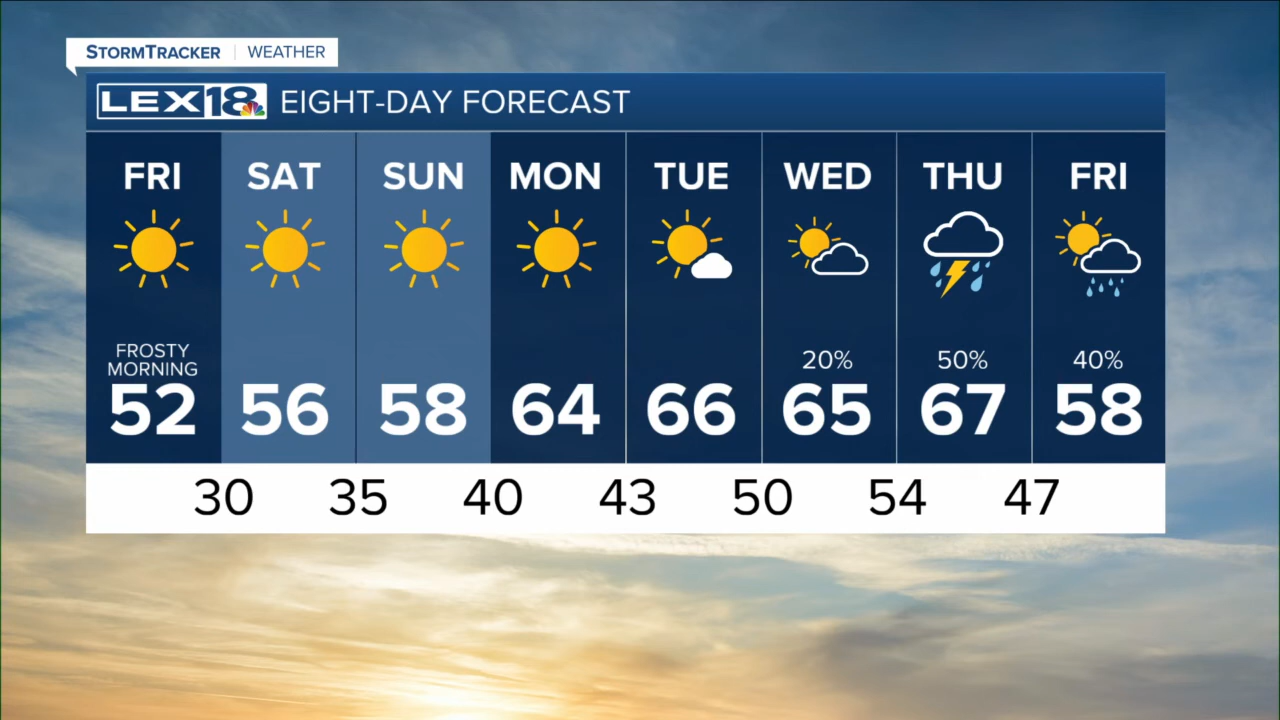 STORMTRACKER | WEATHER
LEX18 EIGHT-DAY FORECAST
FRI SAT SUN MON TUE WED THU FRI
FROSTY
MORNING 20% 50% 40%
52 56 58 64 66 65 67 58
30 35 40 43 50 54 47